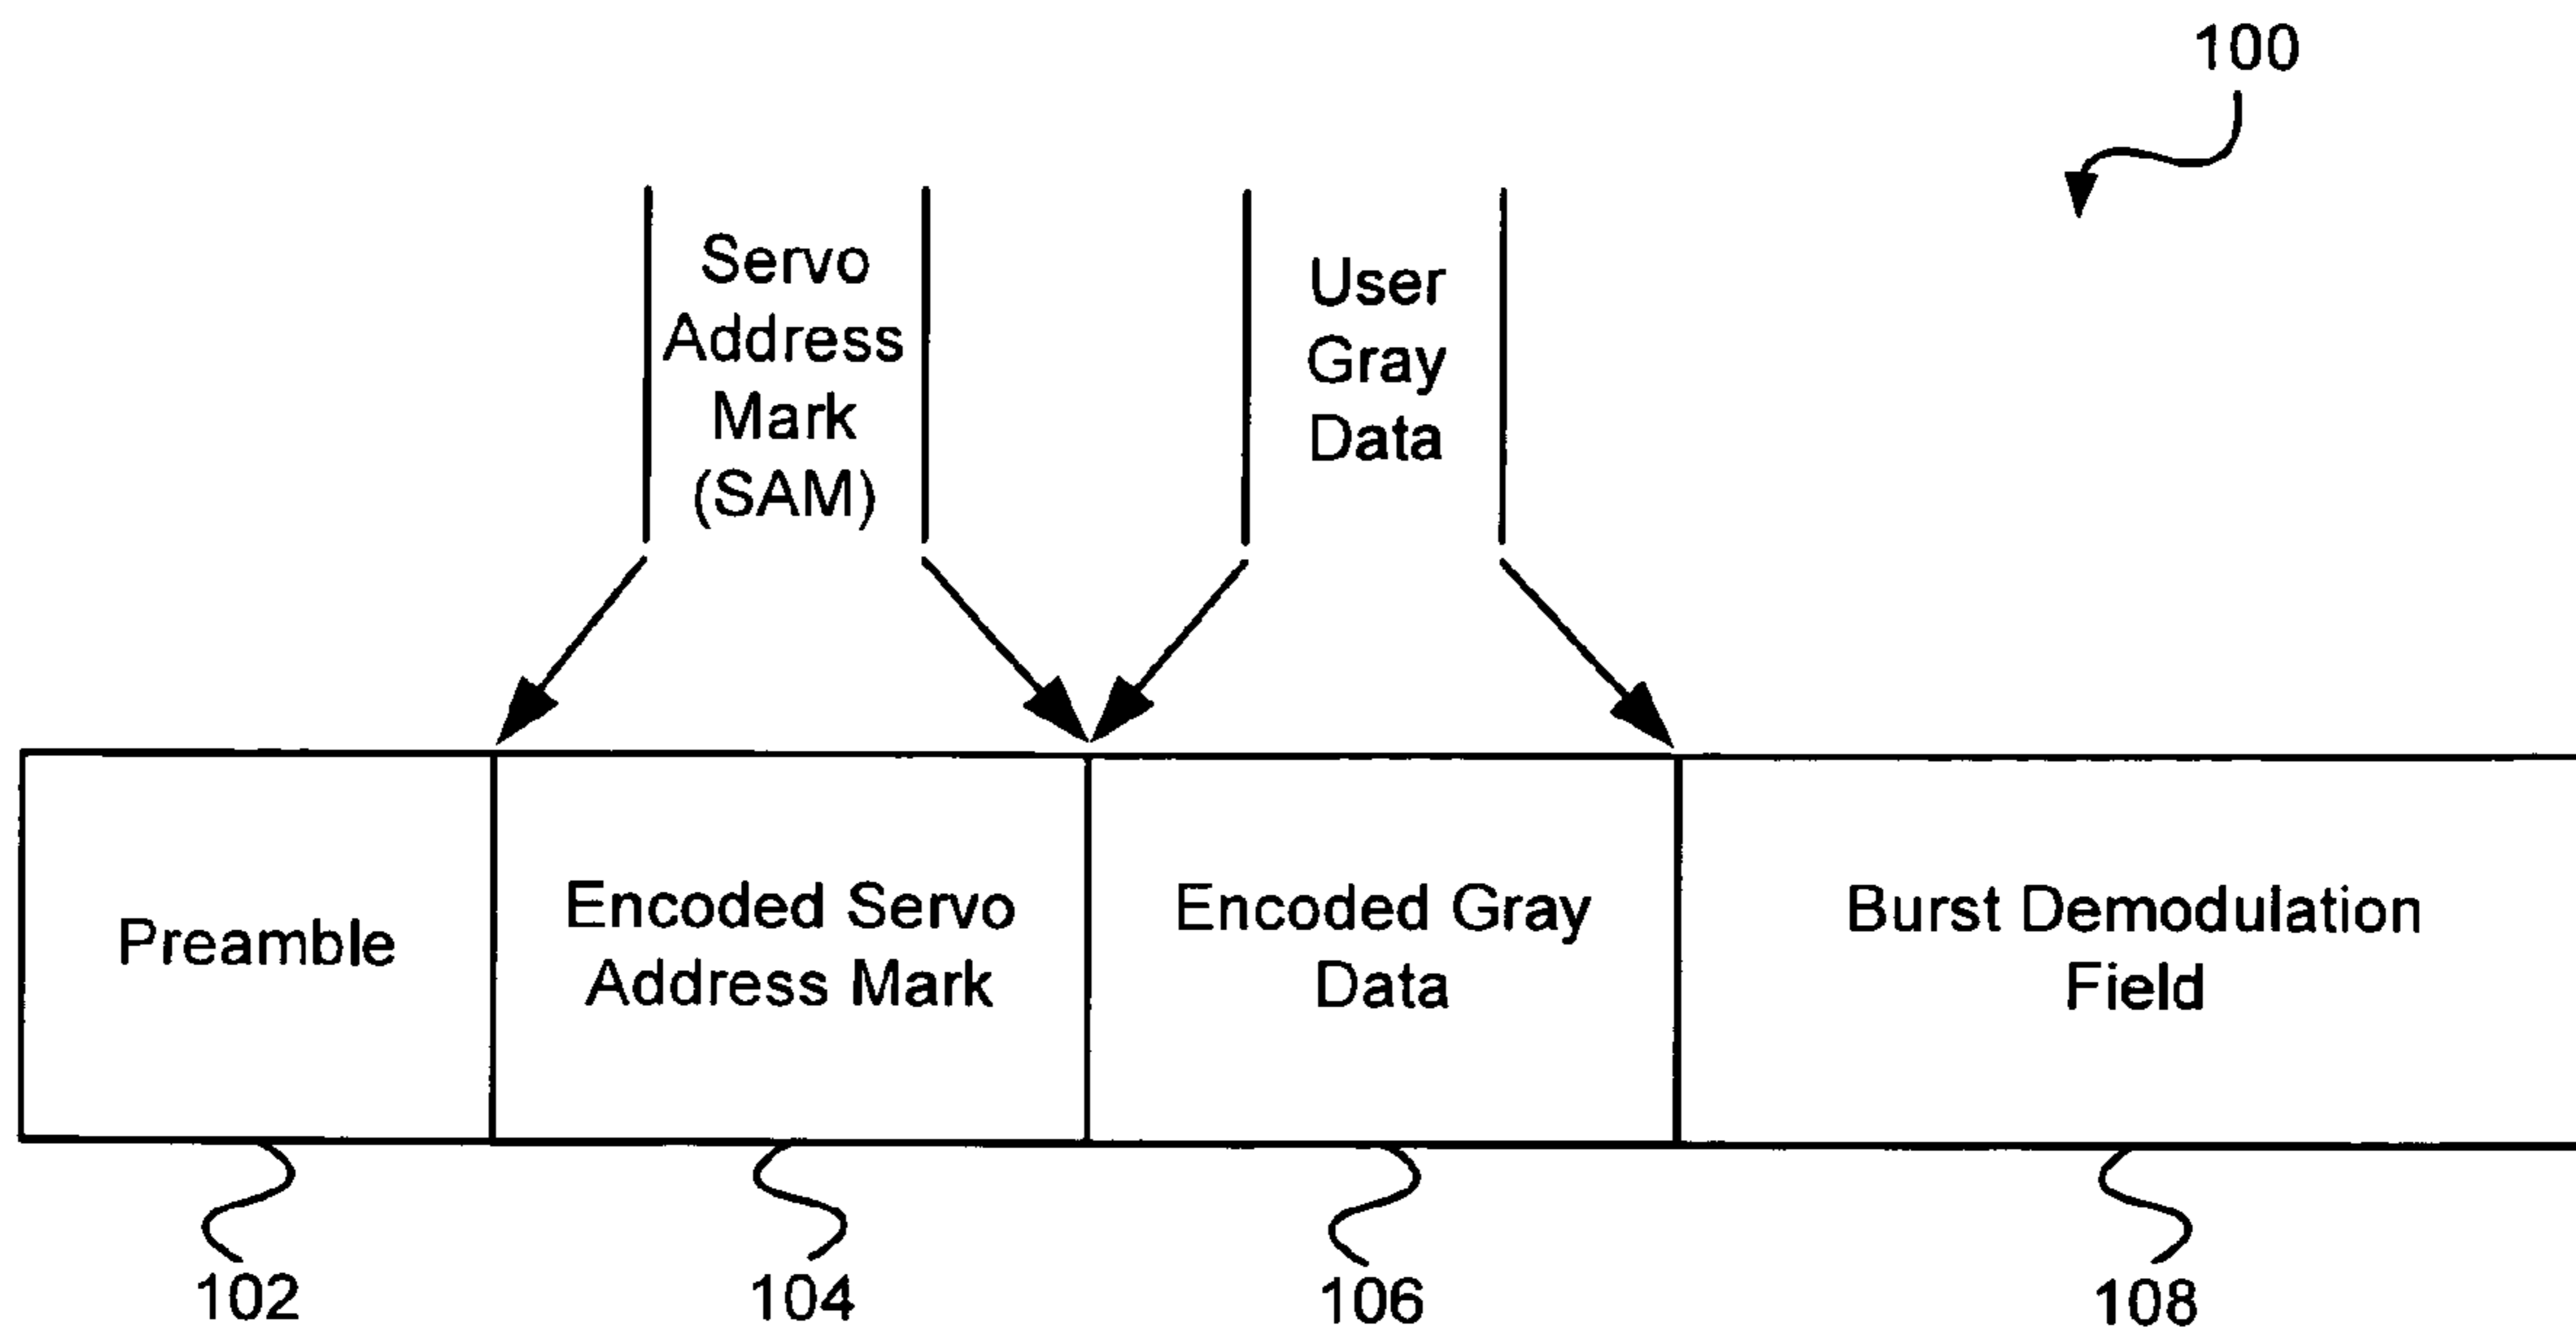 100
Servo
Address
Mark
(SAM)
User
Gray
Data
Preamble
Encoded Servo
Address Mark
Encoded Gray
Data
Burst Demodulation
Field
102
104
106
108